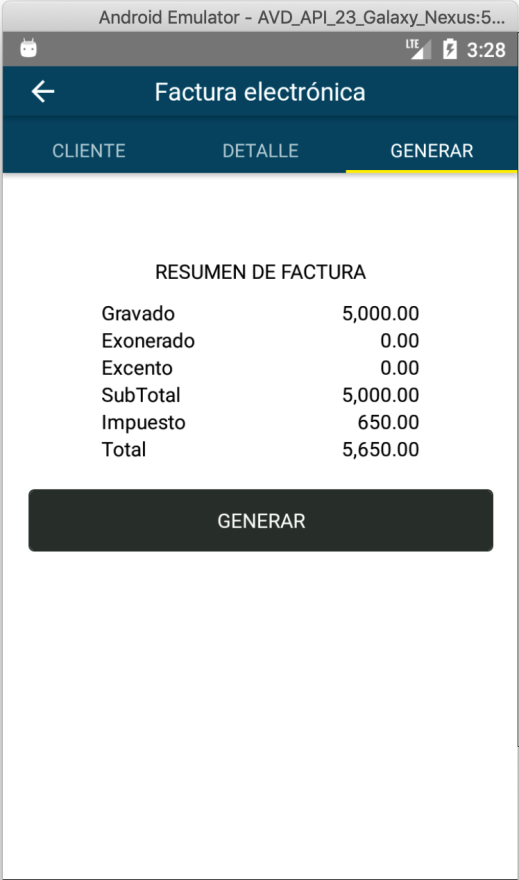 Android Emulator - AVD_API_23_Galaxy_Nexus:5...
LTE 3:28
Factura electrónica
CLIENTE DETALLE GENERAR
RESUMEN DE FACTURA
Gravado 5,000.00
Exonerado 0.00
Excento 0.00
SubTotal 5,000.00
Impuesto 650.00
Total 5,650.00
GENERAR